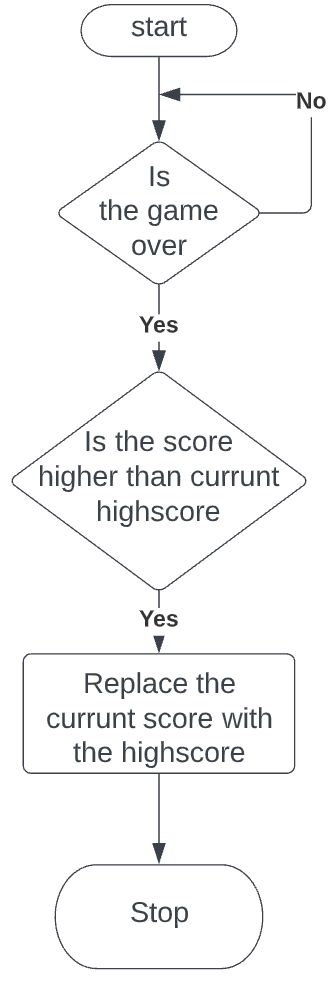 start
No
Is
the game
over
Yes
Is the score
higher than currunt
highscore
Yes
Replace the
currunt score with
the highscore
Stop